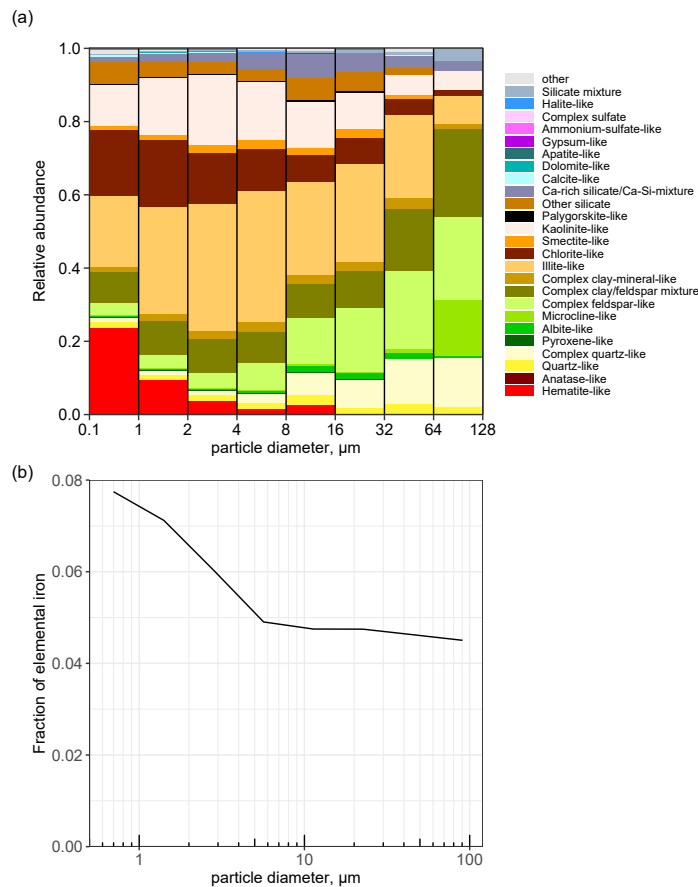 (a)
1.0
0.8
0.6
0.4
0.2
0.0
Relative abundance
0.1 1 2 4 8 16 32 64 128
particle diameter, µm
other
Silicate mixture
Halite-like
Complex sulfate
Ammonium-sulfate-like
Gypsum-like
Apatite-like
Dolomite-like
Calcite-like
Ca-rich silicate/Ca-Si-mixture
Other silicate
Palygorskite-like
Kaolinite-like
Smectite-like
Chlorite-like
Illite-like
Complex clay-mineral-like
Complex clay/feldspar mixture
Complex feldspar-like
Microcline-like
Albite-like
Pyroxene-like
Complex quartz-like
Quartz-like
Anatase-like
Hematite-like
(b)
0.08
0.06
0.04
0.02
0.00
Fraction of elemental iron
1 10 100
particle diameter, µm